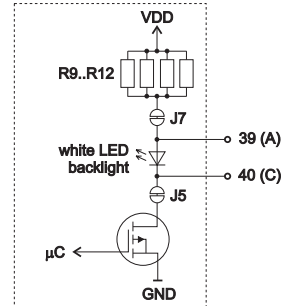 VDD
R9..R12
J7
39 (A)
white LED
backlight
40 (C)
J5
µC
GND